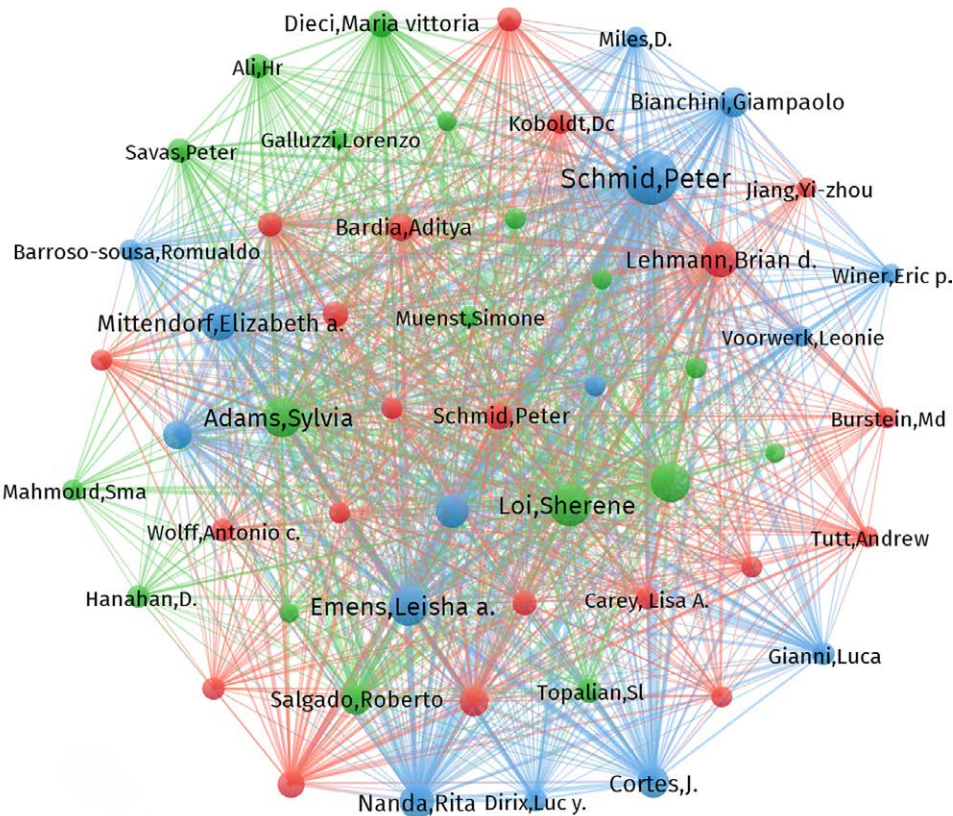 Dieci,Maria vittoria
Miles,D.
Ali,Hr
Bianchini,Giampaolo
Koboldt,Dc
Galluzzi,Lorenzo
Savas,Peter
Schmid,Peter
Jiang,Yi-zhou
Bardia,Aditya
Barroso-sousa,Romualdo
Lehmann,Brian d.
Winer,Eric p.
Mittendorf,Elizabeth a.
Muenst,Simone
Voorwerk,Leonie
Adams,Sylvia
Schmid,Peter
Burstein,Md
Mahmoud,Sma
Loi,Sherene
Wolff,Antonio c.
Tutt,Andrew
Hanahan,D.
Emens,Leisha a.
Carey, Lisa A.
Gianni,Luca
Salgado,Roberto
Topalian,Sl
Cortes,J.
Nanda,Rita
Dirix,Luc y.